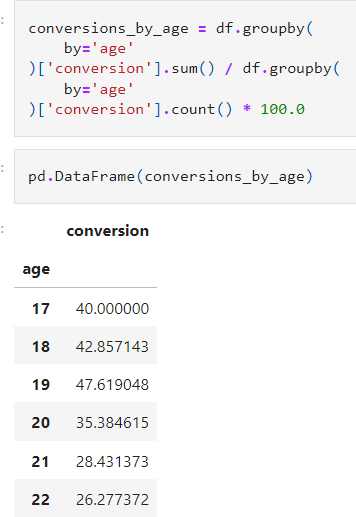 conversions_by_age = df.groupby(
    by='age'
)['conversion'].sum() / df.groupby(
    by='age'
)['conversion'].count() * 100.0
pd.DataFrame(conversions_by_age)
conversion
age
17 40.000000
18 42.857143
19 47.619048
20 35.384615
21 28.431373
22 26.277372